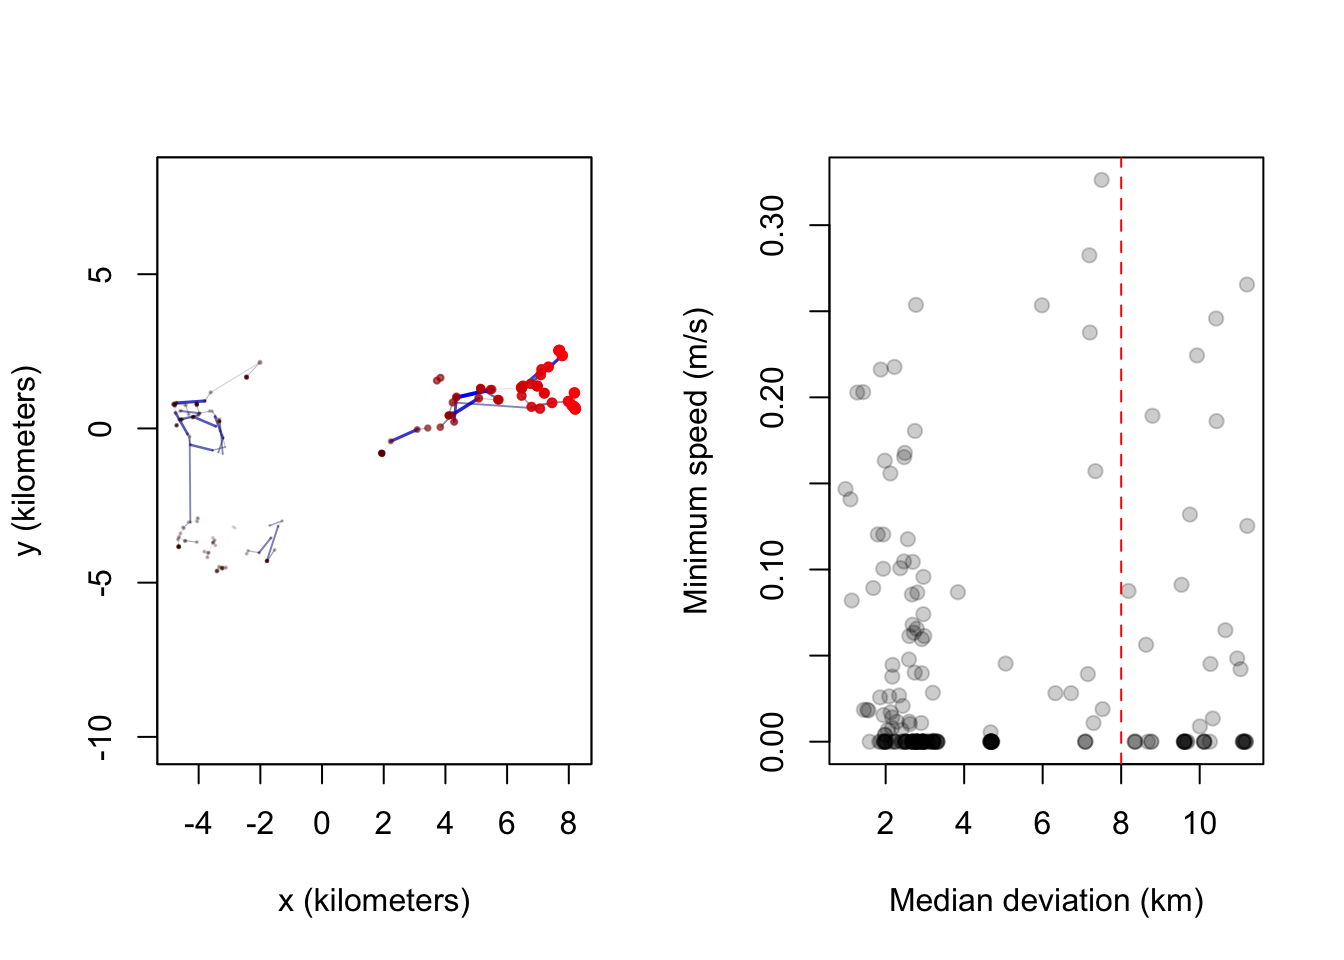 y (kilometers)
5
0
-5
-10
-4 -2 0 2 4 6 8
x (kilometers)
Minimum speed (m/s)
0.30
0.20
0.10
0.00
2 4 6 8 10
Median deviation (km)